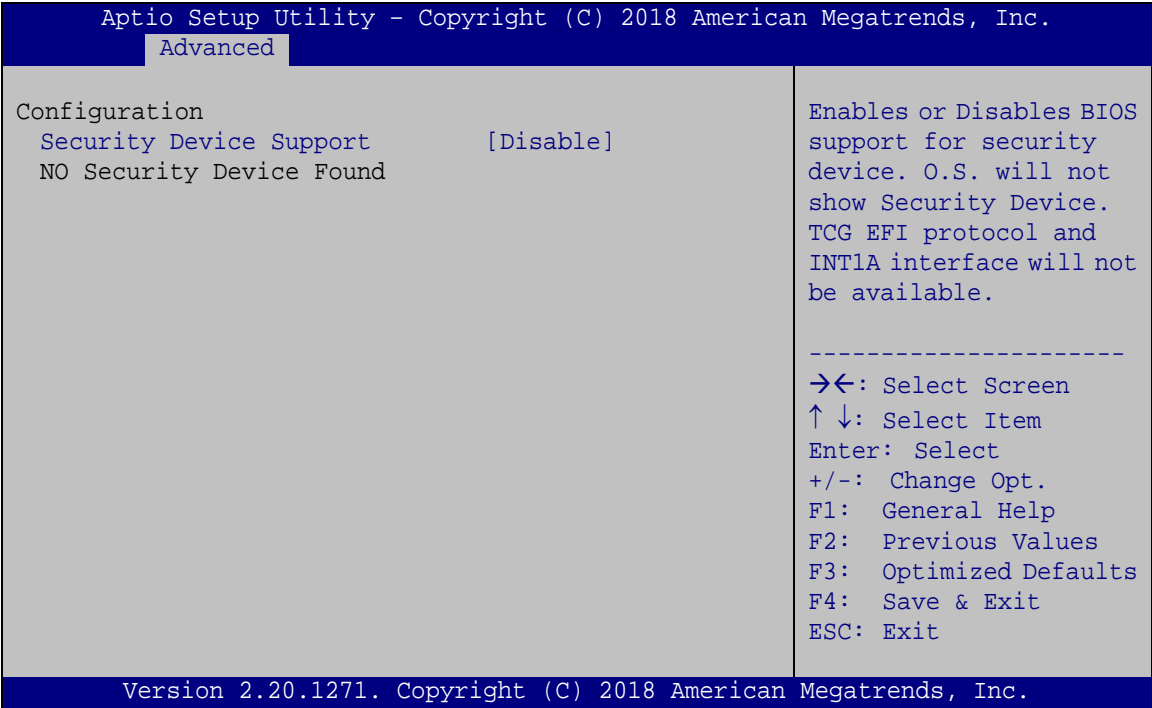 Aptio Setup Utility – Copyright (C) 2018 American Megatrends, Inc.
Advanced
Configuration
Security Device Support [Disable]
NO Security Device Found
Enables or Disables BIOS
support for security
device. O.S. will not
show Security Device.
TCG EFI protocol and
INT1A interface will not
be available.
----------------------
→←: Select Screen
↑ ↓: Select Item
Enter: Select
+/-: Change Opt.
F1: General Help
F2: Previous Values
F3: Optimized Defaults
F4: Save & Exit
ESC: Exit
Version 2.20.1271. Copyright (C) 2018 American Megatrends, Inc.